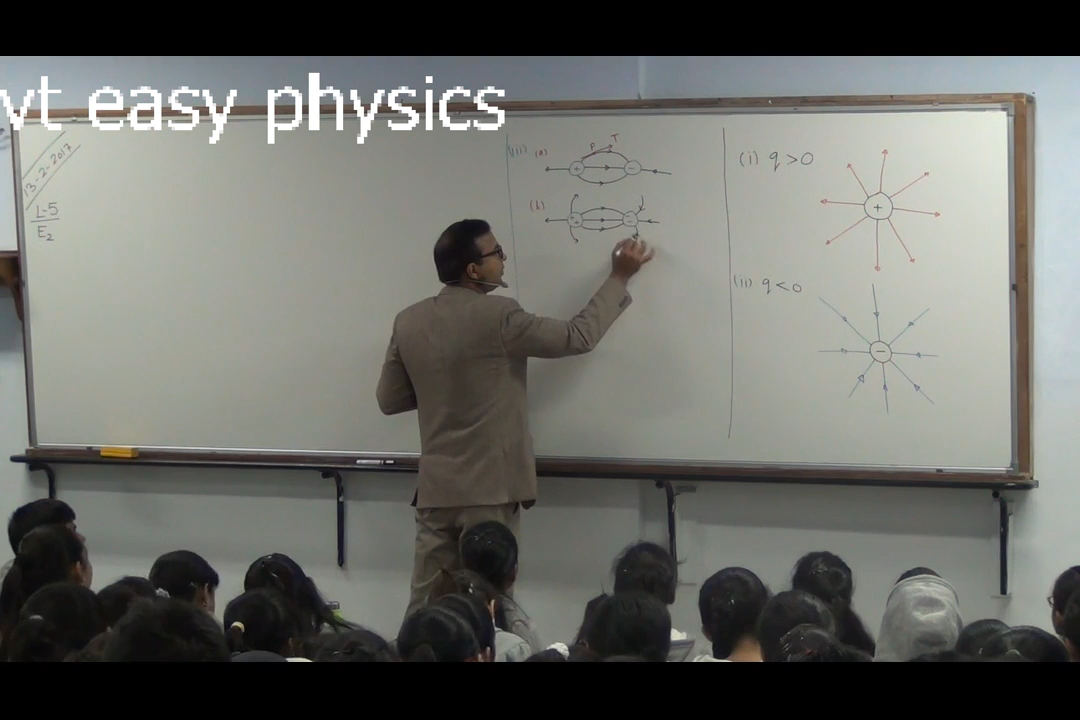 vt easy physics
13-2-2017
L-5
E2
(iii) (a) P T
+ −
(b)
(i) q>0
+
(ii) q<0
−